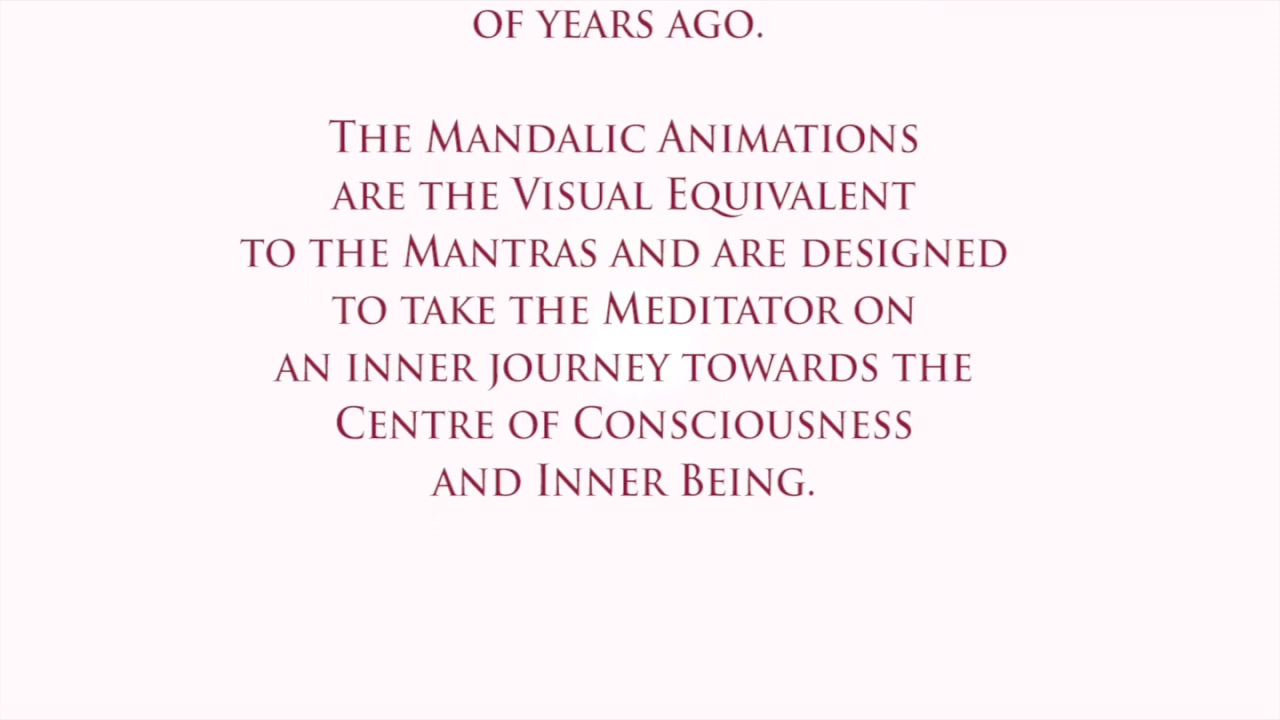 OF YEARS AGO.
THE MANDALIC ANIMATIONS
ARE THE VISUAL EQUIVALENT
TO THE MANTRAS AND ARE DESIGNED
TO TAKE THE MEDITATOR ON
AN INNER JOURNEY TOWARDS THE
CENTRE OF CONSCIOUSNESS
AND INNER BEING.